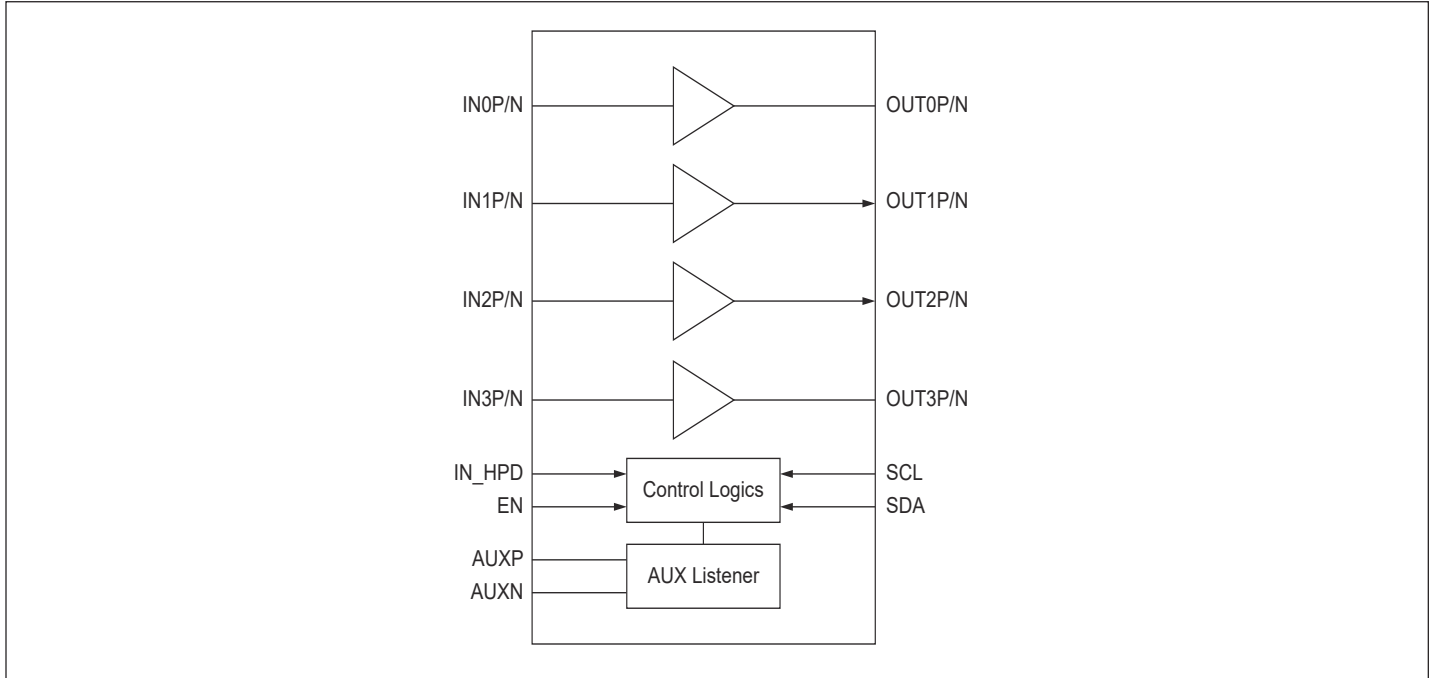 IN0P/N
OUT0P/N
IN1P/N
OUT1P/N
IN2P/N
OUT2P/N
IN3P/N
OUT3P/N
IN_HPD
EN
Control Logics
SCL
SDA
AUXP
AUXN
AUX Listener